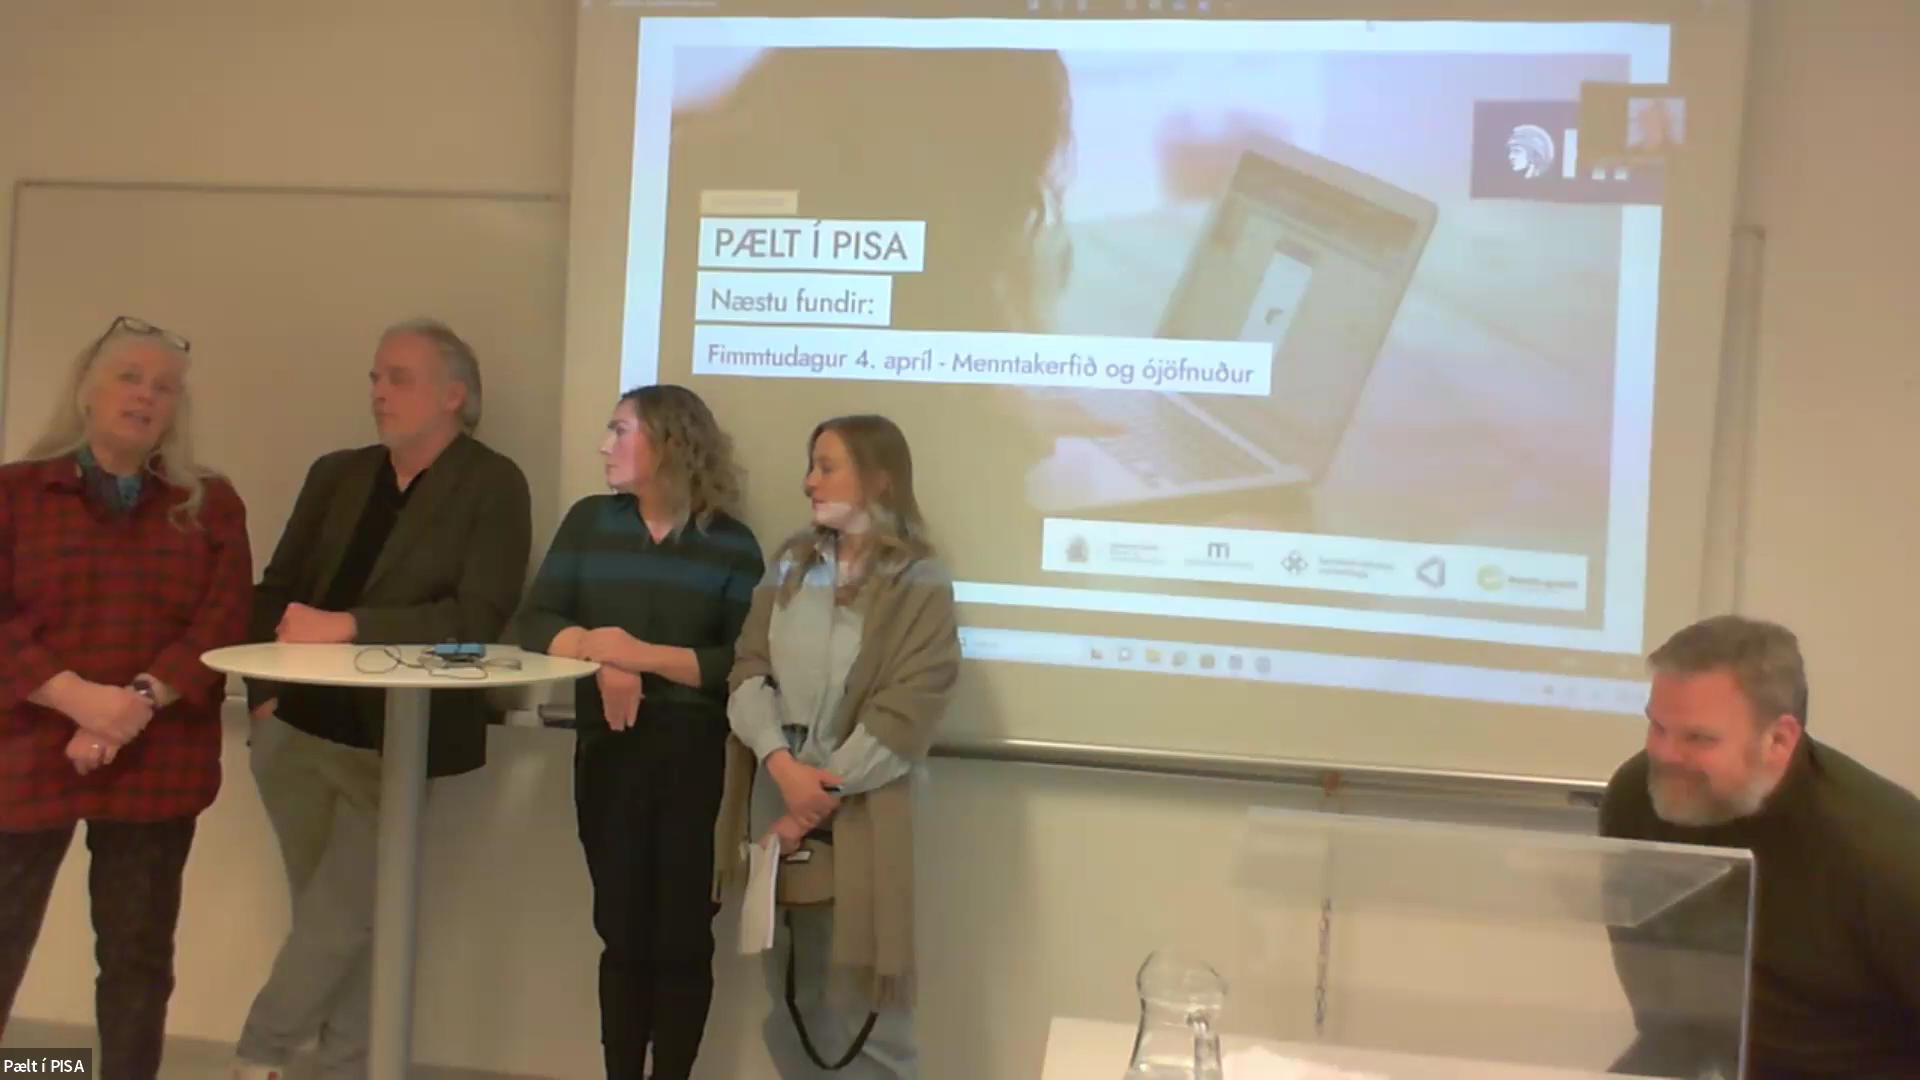 PÆLT Í PISA
Næstu fundir:
Fimmtudagur 4. apríl - Menntakerfið og ójöfnuður
Pælt í PISA